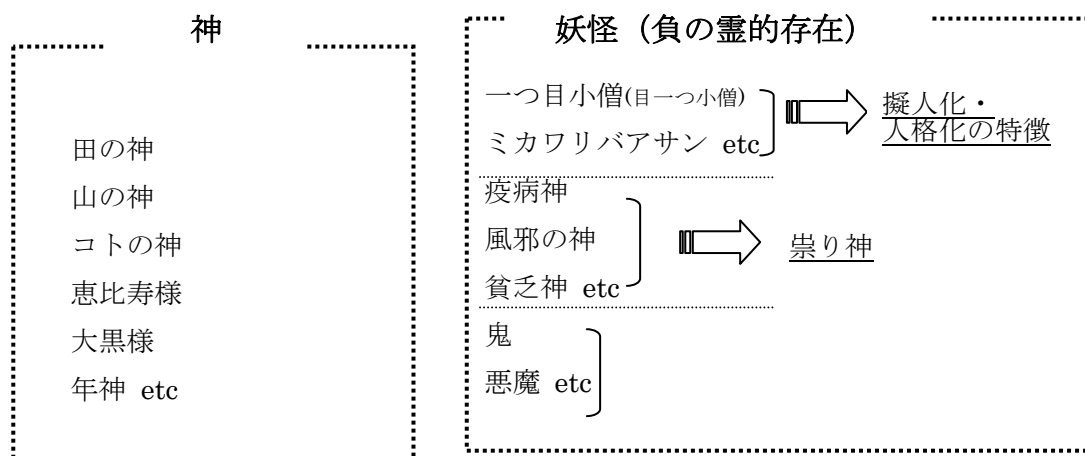 神
田の神
山の神
コトの神
恵比寿様
大黒様
年神 etc
妖怪（負の霊的存在）
一つ目小僧(目一つ小僧)
ミカワリバアサン etc
擬人化・
人格化の特徴
疫病神
風邪の神
貧乏神 etc
祟り神
鬼
悪魔 etc